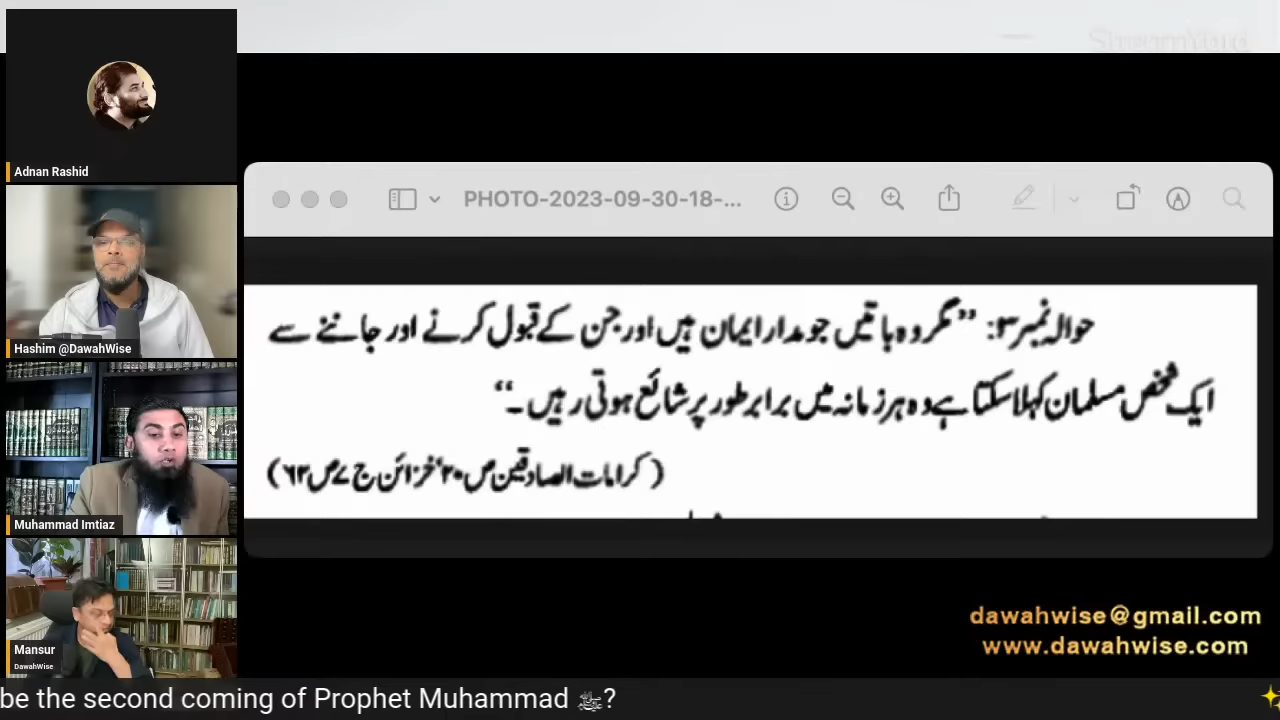 StreamYard
Adnan Rashid
Hashim @DawahWise
Muhammad Imtiaz
Mansur
DawahWise
PHOTO-2023-09-30-18-...
حوالہ نمبر۳: ”مگر وہ باتیں جو مدار ایمان ہیں اور جن کے قبول کرنے اور جاننے سے
ایک شخص مسلمان کہلا سکتا ہے وہ ہر زمانہ میں برابر طور پر شائع ہوتی رہیں۔“
(کرامات الصادقین ص۲۰‘ خزائن ج۷ ص۶۲)
dawahwise@gmail.com
www.dawahwise.com
be the second coming of Prophet Muhammad ﷺ?